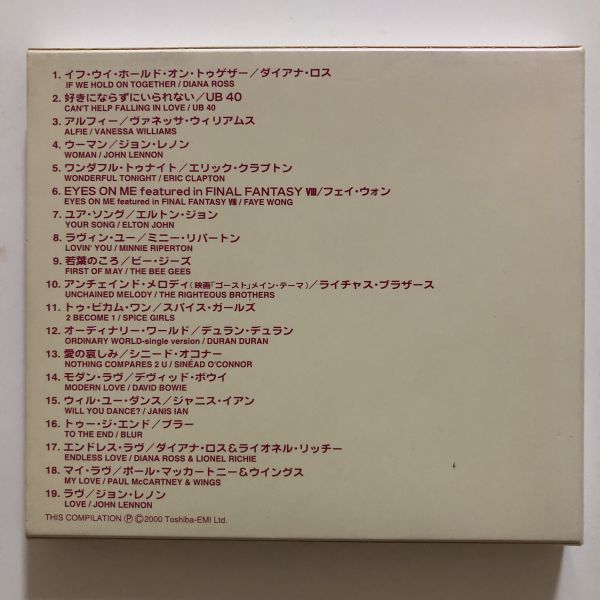 1. イフ・ウイ・ホールド・オン・トゥゲザー／ダイアナ・ロス
IF WE HOLD ON TOGETHER / DIANA ROSS
2. 好きにならずにいられない／UB 40
CAN'T HELP FALLING IN LOVE / UB 40
3. アルフィー／ヴァネッサ・ウィリアムス
ALFIE / VANESSA WILLIAMS
4. ウーマン／ジョン・レノン
WOMAN / JOHN LENNON
5. ワンダフル・トゥナイト／エリック・クラプトン
WONDERFUL TONIGHT / ERIC CLAPTON
6. EYES ON ME featured in FINAL FANTASY Ⅷ／フェイ・ウォン
EYES ON ME featured in FINAL FANTASY Ⅷ / FAYE WONG
7. ユア・ソング／エルトン・ジョン
YOUR SONG / ELTON JOHN
8. ラヴィン・ユー／ミニー・リパートン
LOVIN' YOU / MINNIE RIPERTON
9. 若葉のころ／ビー・ジーズ
FIRST OF MAY / THE BEE GEES
10. アンチェインド・メロディ（映画「ゴースト」メイン・テーマ）／ライチャス・ブラザース
UNCHAINED MELODY / THE RIGHTEOUS BROTHERS
11. トゥ・ビカム・ワン／スパイス・ガールズ
2 BECOME 1 / SPICE GIRLS
12. オーディナリー・ワールド／デュラン・デュラン
ORDINARY WORLD-single version / DURAN DURAN
13. 愛の哀しみ／シニード・オコナー
NOTHING COMPARES 2 U / SINÉAD O'CONNOR
14. モダン・ラヴ／デヴィッド・ボウイ
MODERN LOVE / DAVID BOWIE
15. ウィル・ユー・ダンス／ジャニス・イアン
WILL YOU DANCE? / JANIS IAN
16. トゥー・ジ・エンド／ブラー
TO THE END / BLUR
17. エンドレス・ラヴ／ダイアナ・ロス＆ライオネル・リッチー
ENDLESS LOVE / DIANA ROSS & LIONEL RICHIE
18. マイ・ラヴ／ポール・マッカートニー＆ウイングス
MY LOVE / PAUL McCARTNEY & WINGS
19. ラヴ／ジョン・レノン
LOVE / JOHN LENNON
THIS COMPILATION ℗ ©2000 Toshiba-EMI Ltd.